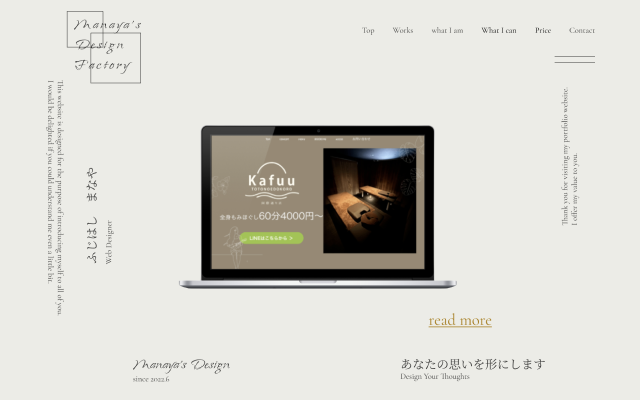 Manaya's
Design
Factory
Top Works what I am What I can Price Contact
This website is designed for the purpose of introducing myself to all of you.
I would be delighted if you could understand me even a little bit.
ふじはし まなや
Web Designer
Thank you for visiting my portfolio website.
I offer my value to you.
Kafuu
全身もみほぐし60分4000円〜
LINEはこちらから
read more
Manaya's Design
since 2022.6
あなたの思いを形にします
Design Your Thoughts